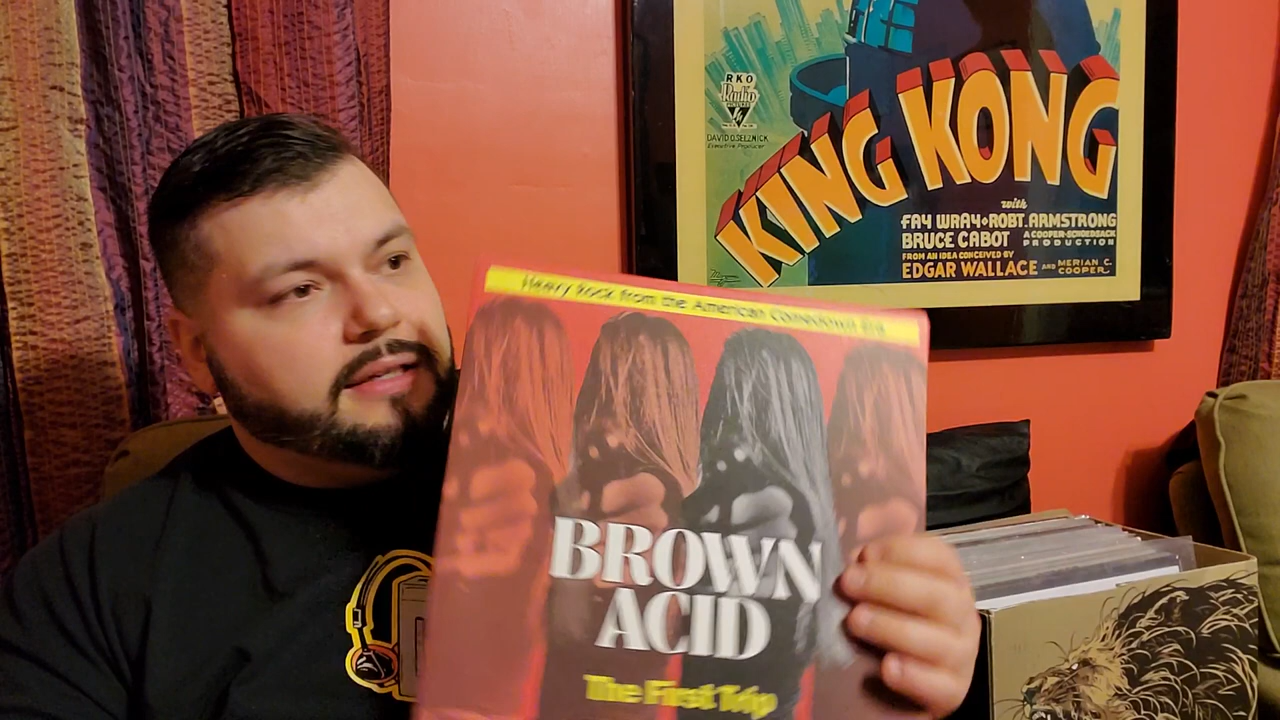 RKO
Radio
PICTURES
DAVID O. SELZNICK
Executive Producer
KING KONG
with
FAY WRAY • ROBT. ARMSTRONG
BRUCE CABOT
A COOPER-SCHOEDSACK
PRODUCTION
FROM AN IDEA CONCEIVED BY
EDGAR WALLACE AND MERIAN C.
COOPER
Heavy Rock from the American Comedown Era
BROWN
ACID
The First Trip